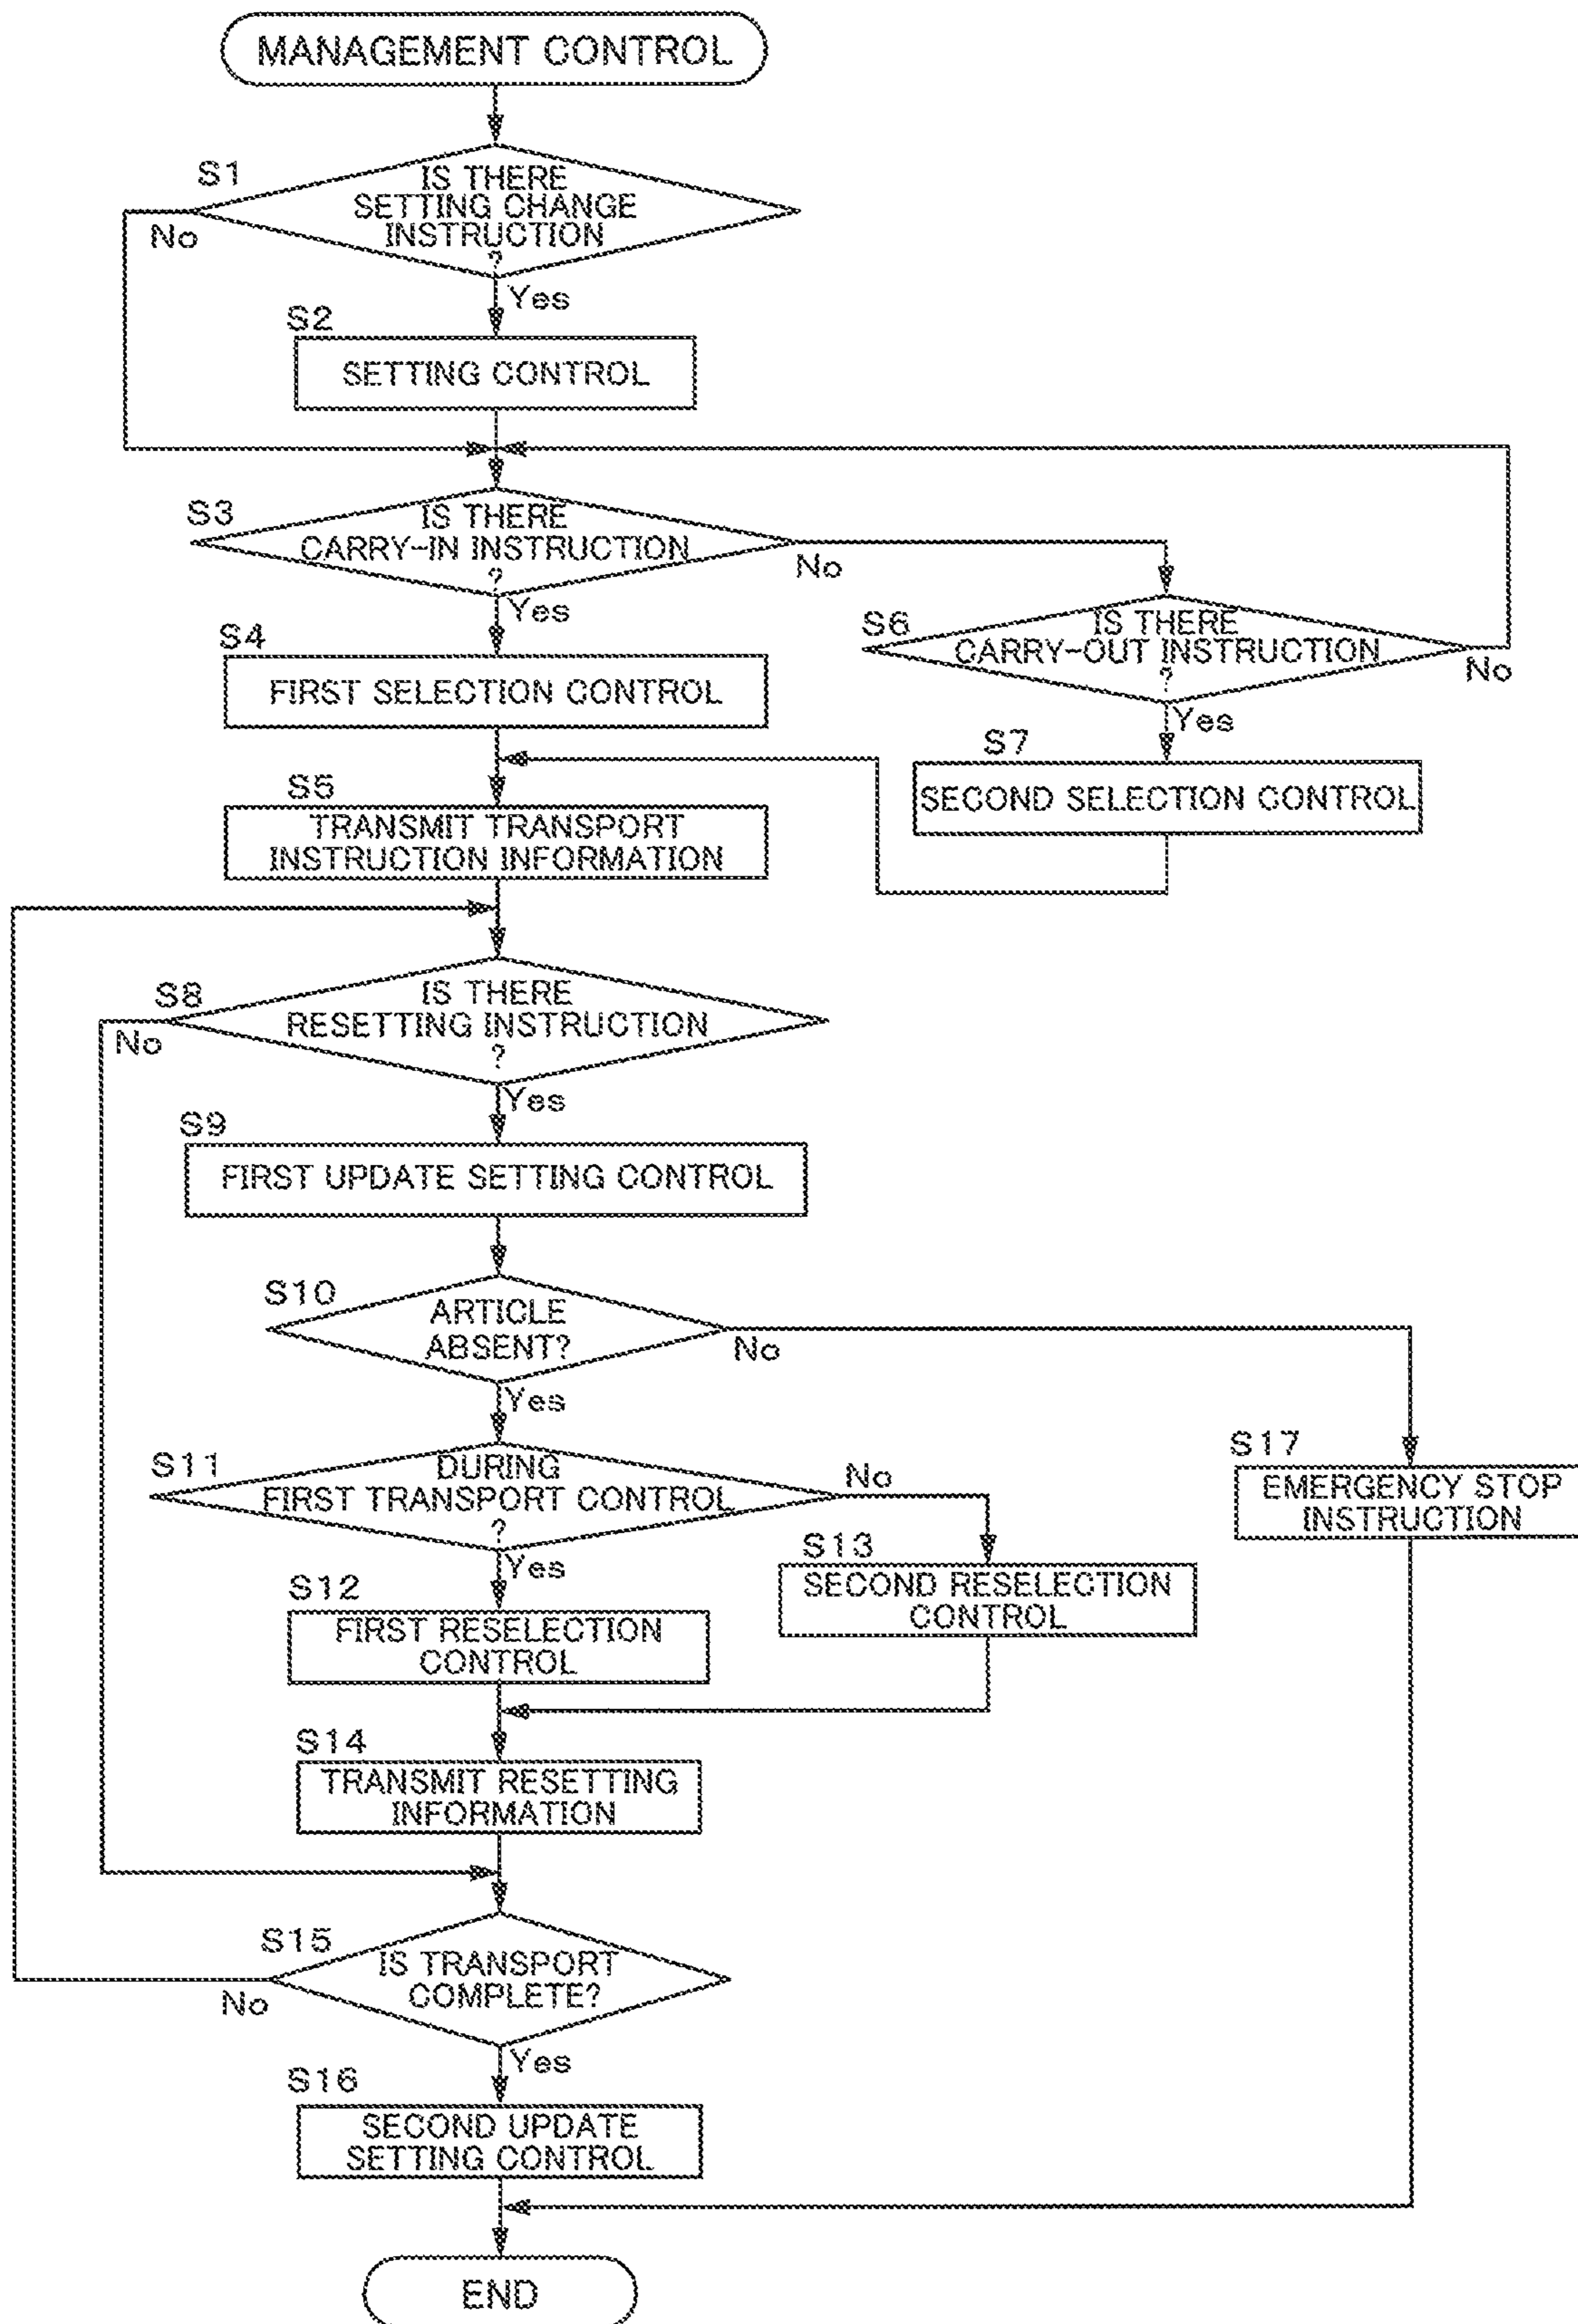 MANAGEMENT CONTROL
S1
IS THERE
SETTING CHANGE
INSTRUCTION
?
No
Yes
S2
SETTING CONTROL
S3
IS THERE
CARRY-IN INSTRUCTION
?
No
Yes
S6
IS THERE
CARRY-OUT INSTRUCTION
?
No
Yes
S4
FIRST SELECTION CONTROL
S7
SECOND SELECTION CONTROL
S5
TRANSMIT TRANSPORT
INSTRUCTION INFORMATION
S8
IS THERE
RESETTING INSTRUCTION
?
No
Yes
S9
FIRST UPDATE SETTING CONTROL
S10
ARTICLE
ABSENT?
No
Yes
S11
DURING
FIRST TRANSPORT CONTROL
?
No
Yes
S17
EMERGENCY STOP
INSTRUCTION
S13
SECOND RESELECTION
CONTROL
S12
FIRST RESELECTION
CONTROL
S14
TRANSMIT RESETTING
INFORMATION
S15
IS TRANSPORT
COMPLETE?
No
Yes
S16
SECOND UPDATE
SETTING CONTROL
END